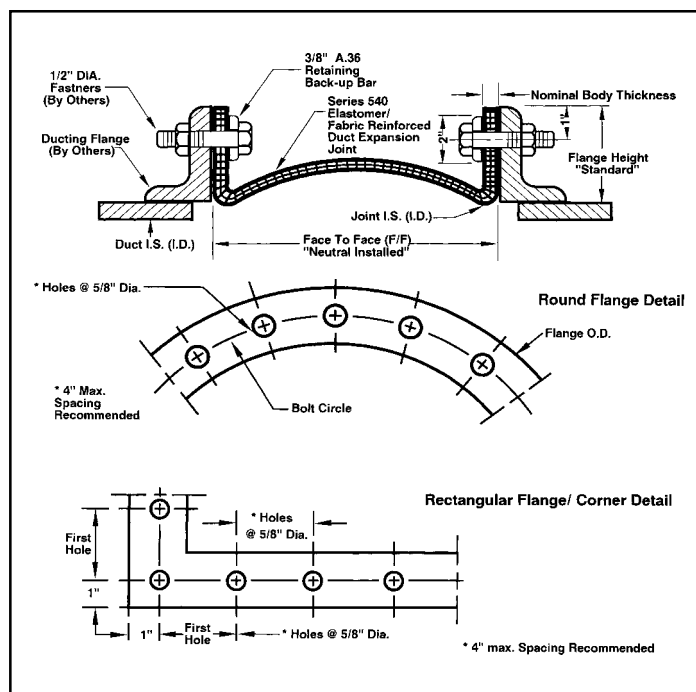 1/2" DIA.
Fastners
(By Others)
3/8" A.36
Retaining
Back-up Bar
Series 540
Elastomer/
Fabric Reinforced
Duct Expansion
Joint
Nominal Body Thickness
Ducting Flange
(By Others)
2"
1"
Flange Height
"Standard"
Joint I.S. (I.D.)
Duct I.S. (I.D.)
Face To Face (F/F)
"Neutral Installed"
* Holes @ 5/8" Dia.
Round Flange Detail
Flange O.D.
* 4" Max.
Spacing
Recommended
Bolt Circle
Rectangular Flange/ Corner Detail
* Holes
@ 5/8" Dia.
First
Hole
1"
1"
First
Hole
* Holes @ 5/8" Dia.
* 4" max. Spacing Recommended